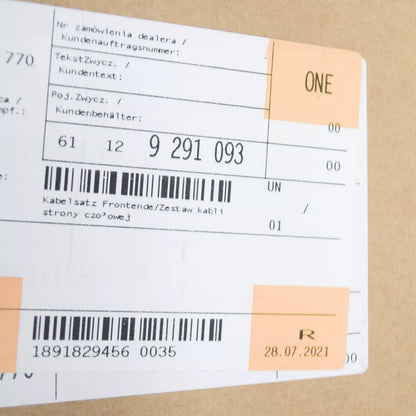 Nr zamówienia dealera /
Kundenauftragsnummer:
ONE
770
TekstZwycz. /
Kundentext:
Poj.Zwycz. /
Kundenbehälter:
00
61 12 9 291 093
00
UN /
01
Kabelsatz Frontende/Zestaw kabli
strony czo³owej
R
28.07.2021
1891829456 0035
00